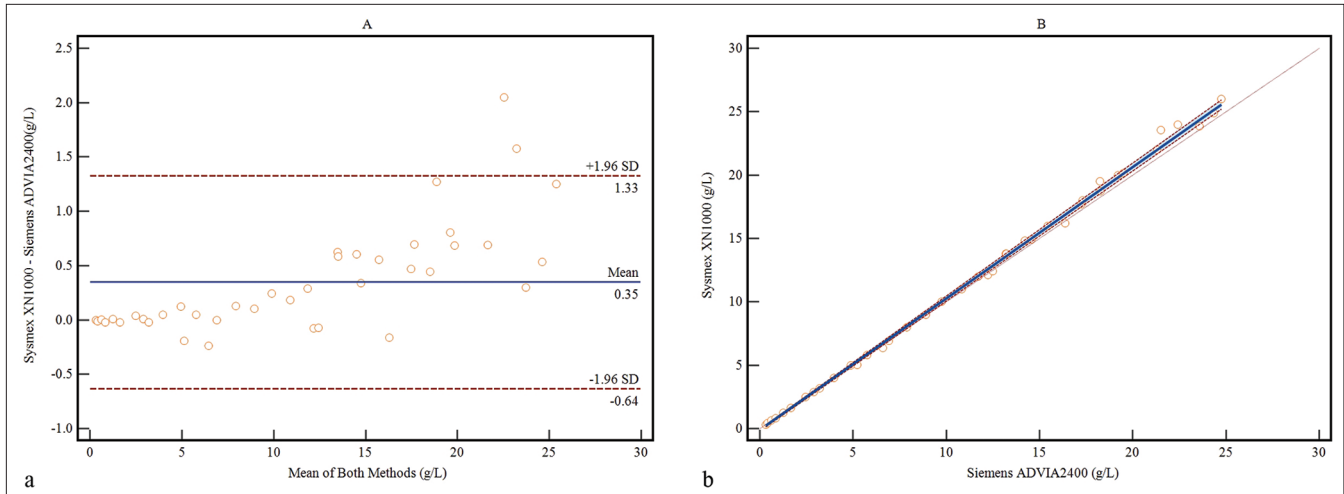 A
2.5
2.0
1.5
1.0
0.5
0.0
-0.5
-1.0
Sysmex XN1000 - Siemens ADVIA2400(g/L)
+1.96 SD
1.33
Mean
0.35
-1.96 SD
-0.64
0 5 10 15 20 25 30
Mean of Both Methods (g/L)
a
B
30
25
20
15
10
5
0
Sysmex XN1000 (g/L)
0 5 10 15 20 25 30
Siemens ADVIA2400 (g/L)
b